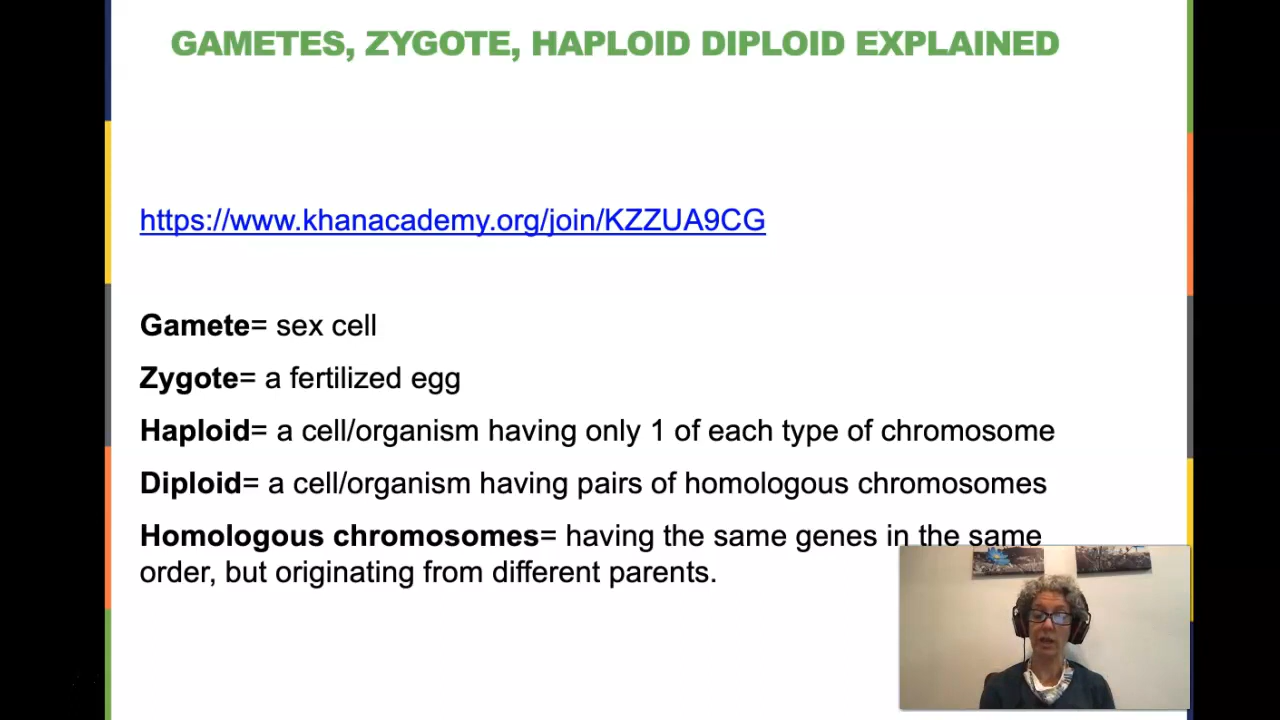 GAMETES, ZYGOTE, HAPLOID DIPLOID EXPLAINED
https://www.khanacademy.org/join/KZZUA9CG
Gamete= sex cell
Zygote= a fertilized egg
Haploid= a cell/organism having only 1 of each type of chromosome
Diploid= a cell/organism having pairs of homologous chromosomes
Homologous chromosomes= having the same genes in the same
order, but originating from different parents.